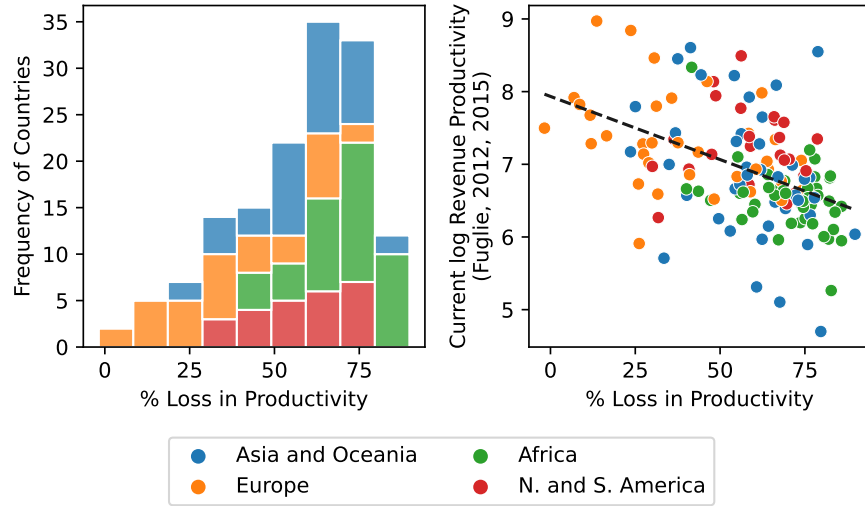 35
30
25
20
15
10
5
0
Frequency of Countries
0 25 50 75
% Loss in Productivity
9
8
7
6
5
Current log Revenue Productivity
(Fuglie, 2012, 2015)
0 25 50 75
% Loss in Productivity
Asia and Oceania
Europe
Africa
N. and S. America